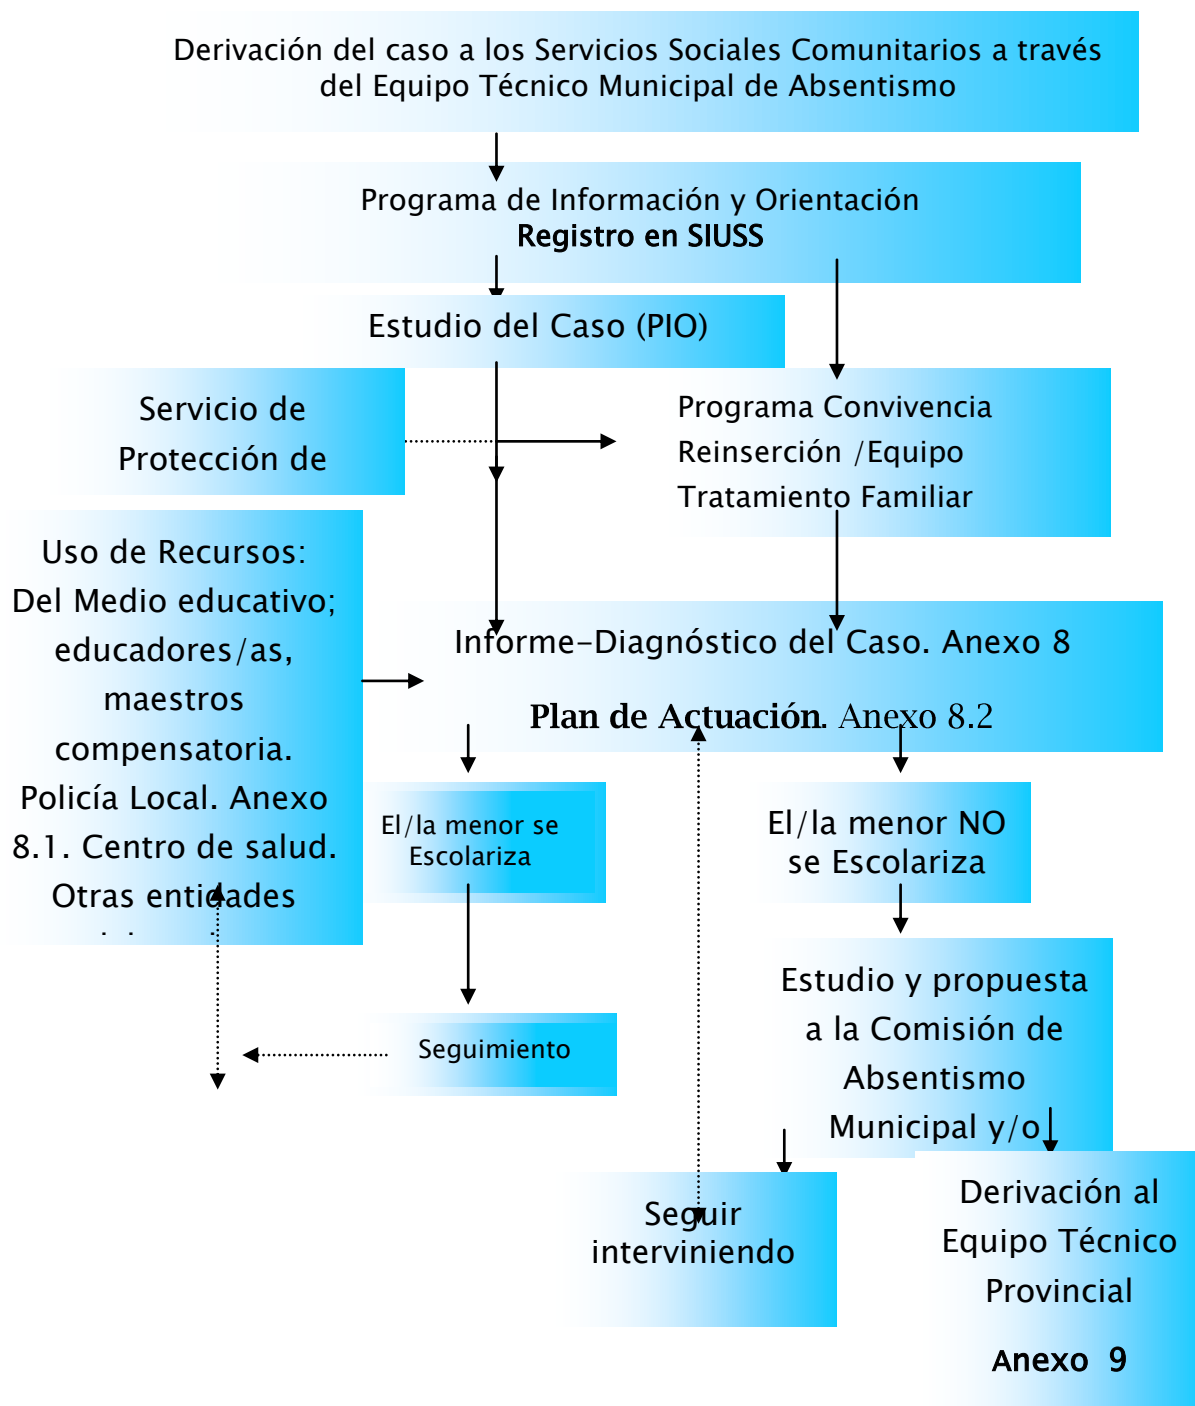 Derivación del caso a los Servicios Sociales Comunitarios a través
del Equipo Técnico Municipal de Absentismo
Programa de Información y Orientación
Registro en SIUSS
Estudio del Caso (PIO)
Servicio de
Protección de
Programa Convivencia
Reinserción /Equipo
Tratamiento Familiar
Uso de Recursos:
Del Medio educativo;
educadores/as,
maestros
compensatoria.
Policía Local. Anexo
8.1. Centro de salud.
Otras entidades
Informe-Diagnóstico del Caso. Anexo 8
Plan de Actuación. Anexo 8.2
El/la menor se
Escolariza
El/la menor NO
se Escolariza
Seguimiento
Estudio y propuesta
a la Comisión de
Absentismo
Municipal y/o
Seguir
interviniendo
Derivación al
Equipo Técnico
Provincial
Anexo 9